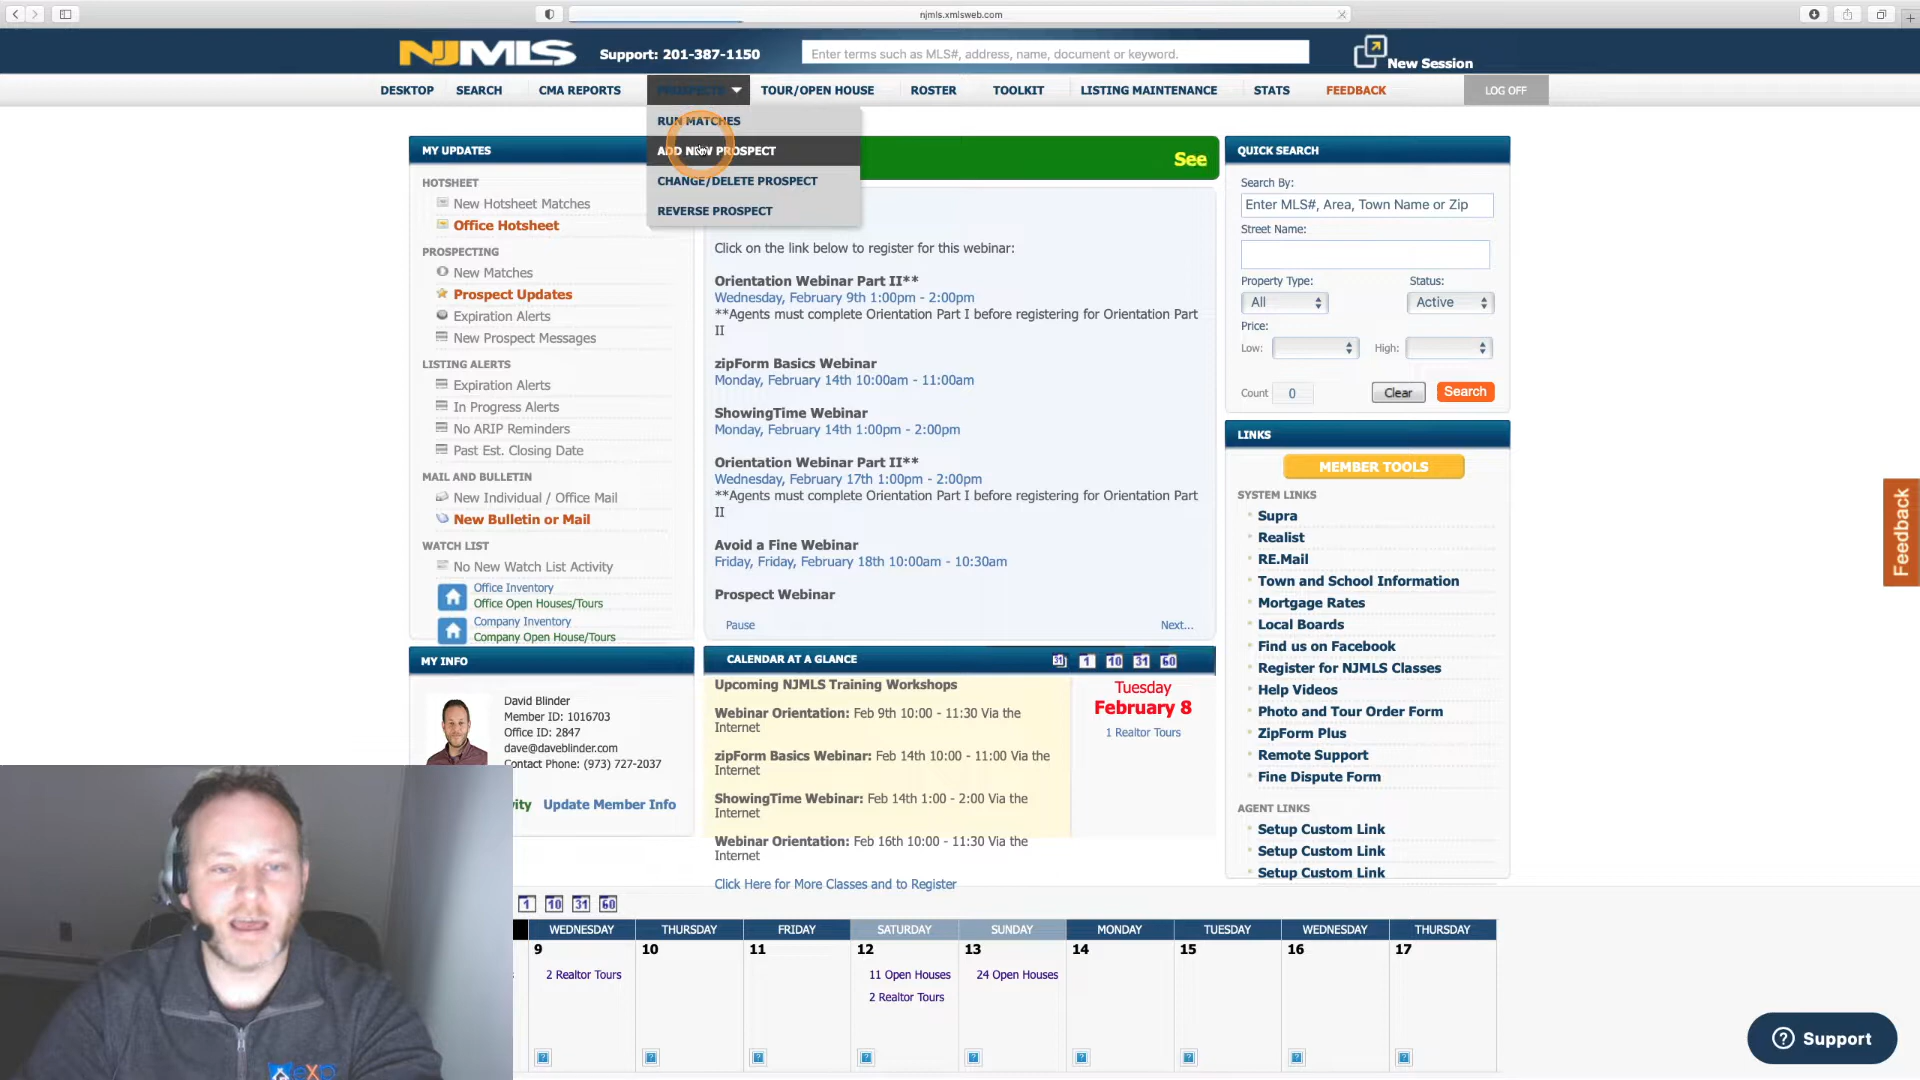 njmls.xmlsweb.com
NJMLS
Support: 201-387-1150
Enter terms such as MLS#, address, name, document or keyword.
New Session
DESKTOP
SEARCH
CMA REPORTS
PROSPECTS
TOUR/OPEN HOUSE
ROSTER
TOOLKIT
LISTING MAINTENANCE
STATS
FEEDBACK
LOG OFF
RUN MATCHES
ADD NEW PROSPECT
CHANGE/DELETE PROSPECT
REVERSE PROSPECT
MY UPDATES
HOTSHEET
New Hotsheet Matches
Office Hotsheet
PROSPECTING
New Matches
Prospect Updates
Expiration Alerts
New Prospect Messages
LISTING ALERTS
Expiration Alerts
In Progress Alerts
No ARIP Reminders
Past Est. Closing Date
MAIL AND BULLETIN
New Individual / Office Mail
New Bulletin or Mail
WATCH LIST
No New Watch List Activity
Office Inventory
Office Open Houses/Tours
Company Inventory
Company Open House/Tours
See
Click on the link below to register for this webinar:
Orientation Webinar Part II**
Wednesday, February 9th 1:00pm - 2:00pm
**Agents must complete Orientation Part I before registering for Orientation Part
II
zipForm Basics Webinar
Monday, February 14th 10:00am - 11:00am
ShowingTime Webinar
Monday, February 14th 1:00pm - 2:00pm
Orientation Webinar Part II**
Wednesday, February 17th 1:00pm - 2:00pm
**Agents must complete Orientation Part I before registering for Orientation Part
II
Avoid a Fine Webinar
Friday, Friday, February 18th 10:00am - 10:30am
Prospect Webinar
Pause
Next...
QUICK SEARCH
Search By:
Enter MLS#, Area, Town Name or Zip
Street Name:
Property Type:
Status:
All
Active
Price:
Low:
High:
Count
0
Clear
Search
LINKS
MEMBER TOOLS
SYSTEM LINKS
Supra
Realist
RE.Mail
Town and School Information
Mortgage Rates
Local Boards
Find us on Facebook
Register for NJMLS Classes
Help Videos
Photo and Tour Order Form
ZipForm Plus
Remote Support
Fine Dispute Form
AGENT LINKS
Setup Custom Link
Setup Custom Link
Setup Custom Link
Feedback
MY INFO
David Blinder
Member ID: 1016703
Office ID: 2847
dave@daveblinder.com
Contact Phone: (973) 727-2037
vity
Update Member Info
CALENDAR AT A GLANCE
31
1
10
31
60
Upcoming NJMLS Training Workshops
Webinar Orientation: Feb 9th 10:00 - 11:30 Via the
Internet
zipForm Basics Webinar: Feb 14th 10:00 - 11:00 Via the
Internet
ShowingTime Webinar: Feb 14th 1:00 - 2:00 Via the
Internet
Webinar Orientation: Feb 16th 10:00 - 11:30 Via the
Internet
Click Here for More Classes and to Register
Tuesday
February 8
1 Realtor Tours
1
10
31
60
WEDNESDAY
THURSDAY
FRIDAY
SATURDAY
SUNDAY
MONDAY
TUESDAY
WEDNESDAY
THURSDAY
9
10
11
12
13
14
15
16
17
2 Realtor Tours
11 Open Houses
24 Open Houses
2 Realtor Tours
Support
eXp